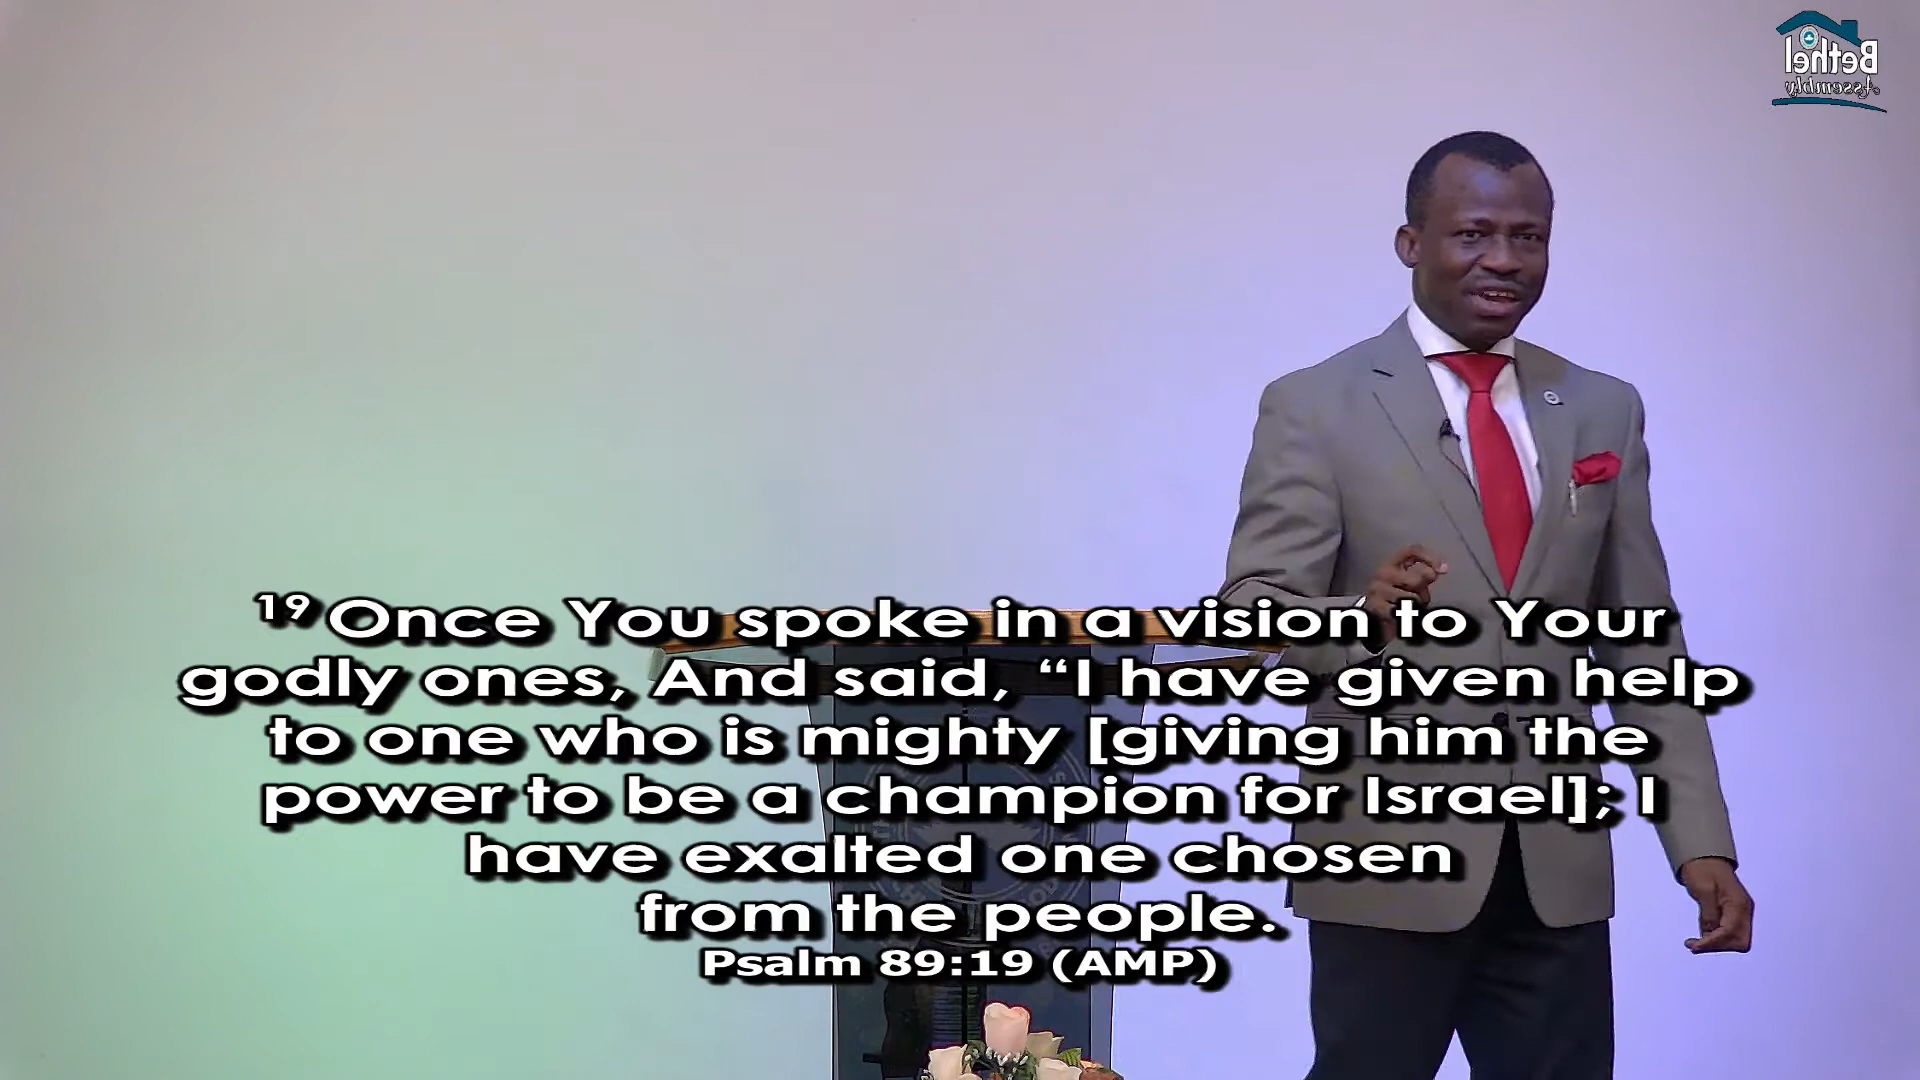 Bethel
Assembly
19 Once You spoke in a vision to Your
godly ones, And said, “I have given help
to one who is mighty [giving him the
power to be a champion for Israel]; I
have exalted one chosen
from the people.
Psalm 89:19 (AMP)